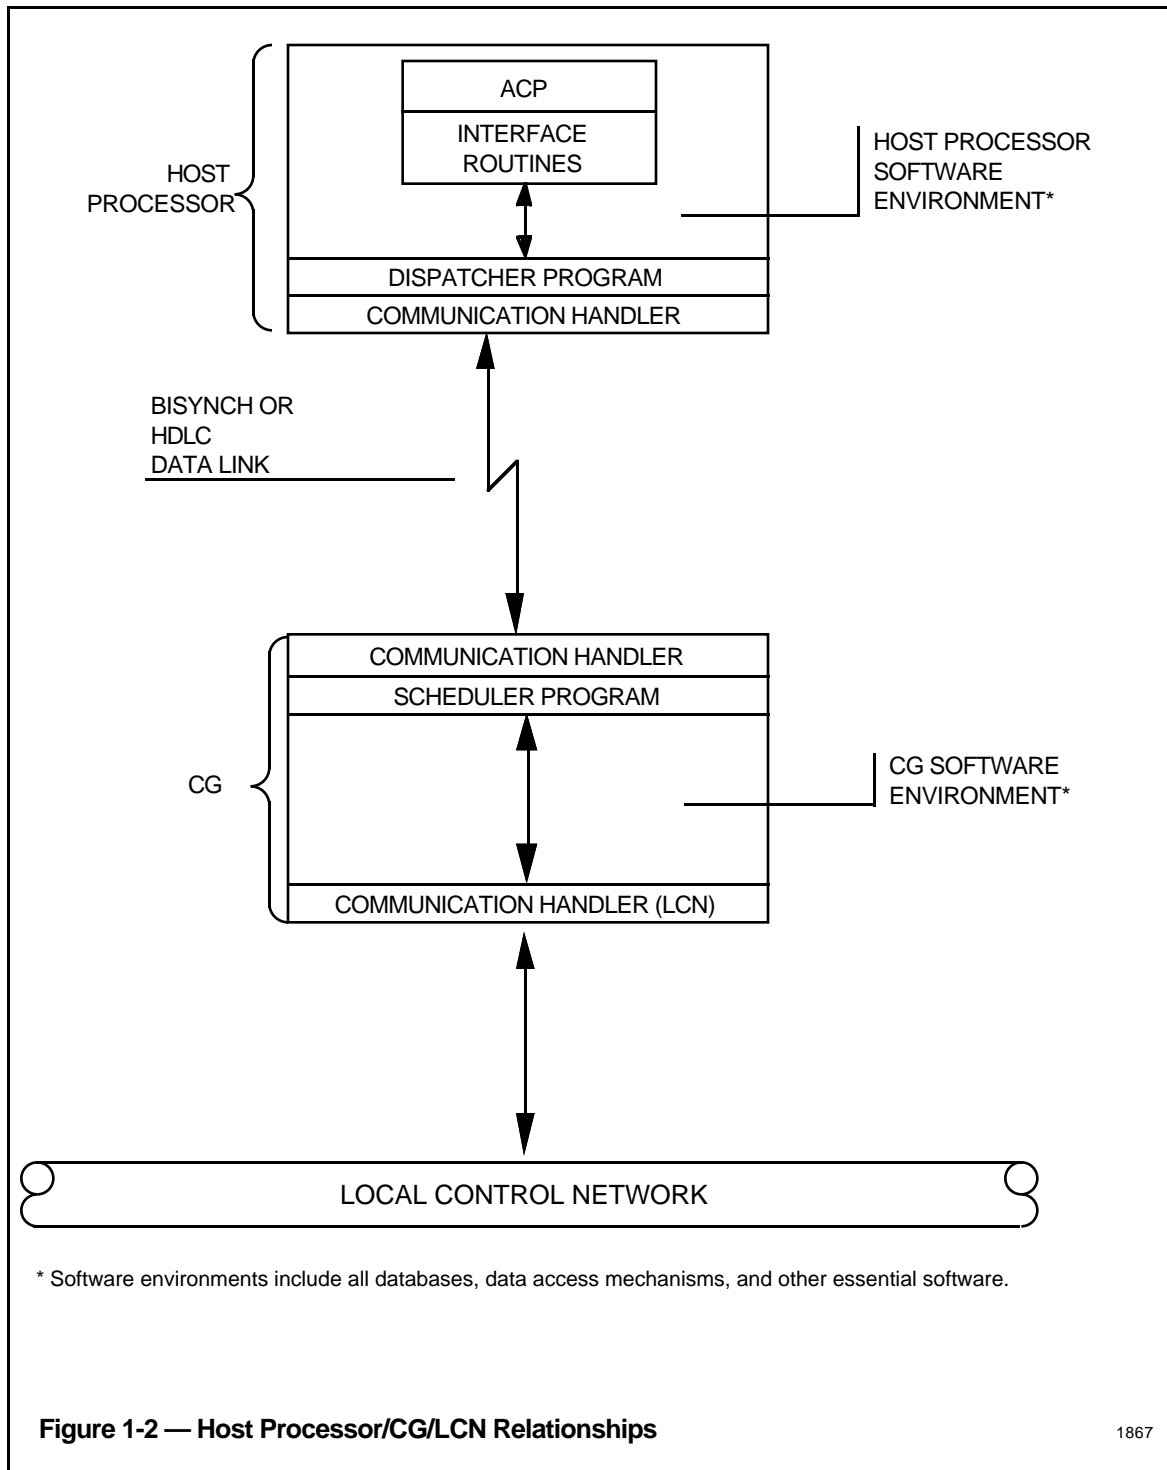 ACP
INTERFACE
ROUTINES
HOST PROCESSOR
SOFTWARE
ENVIRONMENT*
HOST
PROCESSOR
DISPATCHER PROGRAM
COMMUNICATION HANDLER
BISYNCH OR
HDLC
DATA LINK
COMMUNICATION HANDLER
SCHEDULER PROGRAM
CG
CG SOFTWARE
ENVIRONMENT*
COMMUNICATION HANDLER (LCN)
LOCAL CONTROL NETWORK
* Software environments include all databases, data access mechanisms, and other essential software.
Figure 1-2 — Host Processor/CG/LCN Relationships
1867